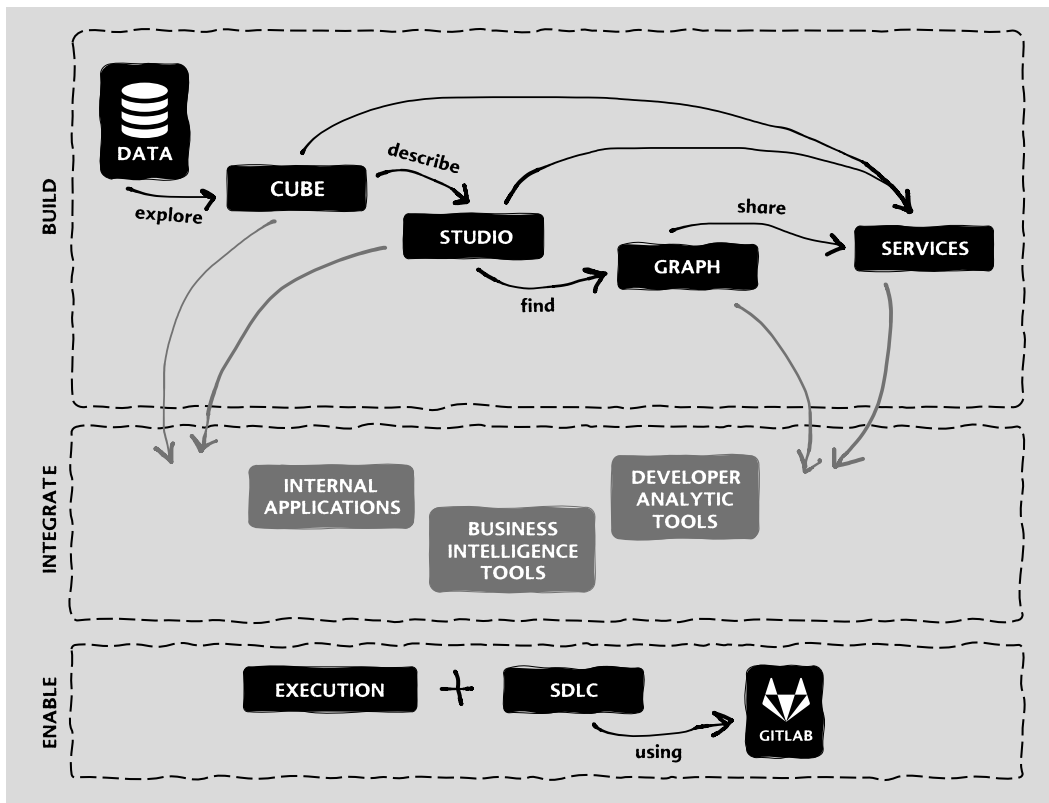 BUILD
DATA
explore
CUBE
describe
STUDIO
find
GRAPH
share
SERVICES
INTEGRATE
INTERNAL
APPLICATIONS
BUSINESS
INTELLIGENCE
TOOLS
DEVELOPER
ANALYTIC
TOOLS
ENABLE
EXECUTION
+
SDLC
using
GITLAB